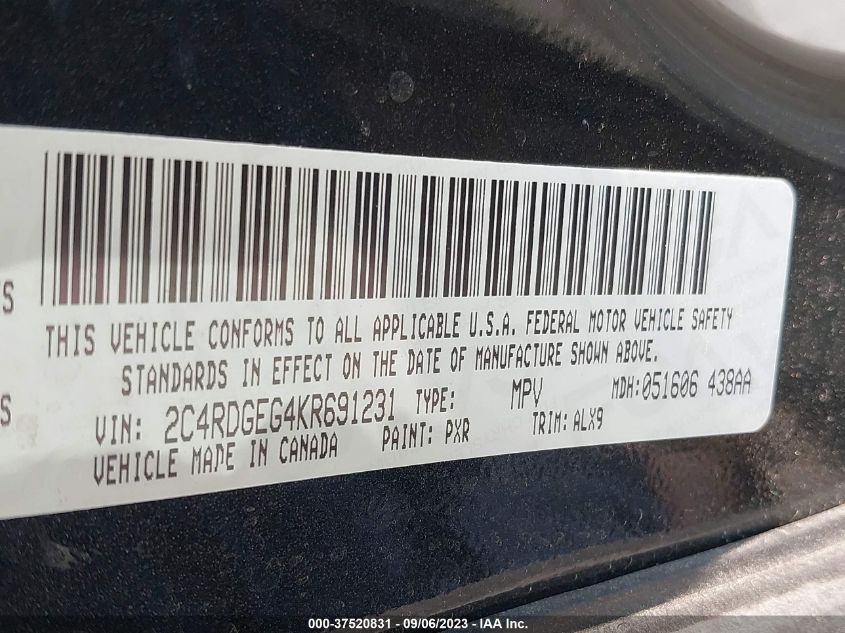 THIS VEHICLE CONFORMS TO ALL APPLICABLE U.S.A. FEDERAL MOTOR VEHICLE SAFETY
STANDARDS IN EFFECT ON THE DATE OF MANUFACTURE SHOWN ABOVE.
VIN: 2C4RDGEG4KR691231 TYPE: MPV MDH:051606 438AA
VEHICLE MADE IN CANADA PAINT: PXR TRIM: ALX9
S
S
000-37520831 - 09/06/2023 - IAA Inc.